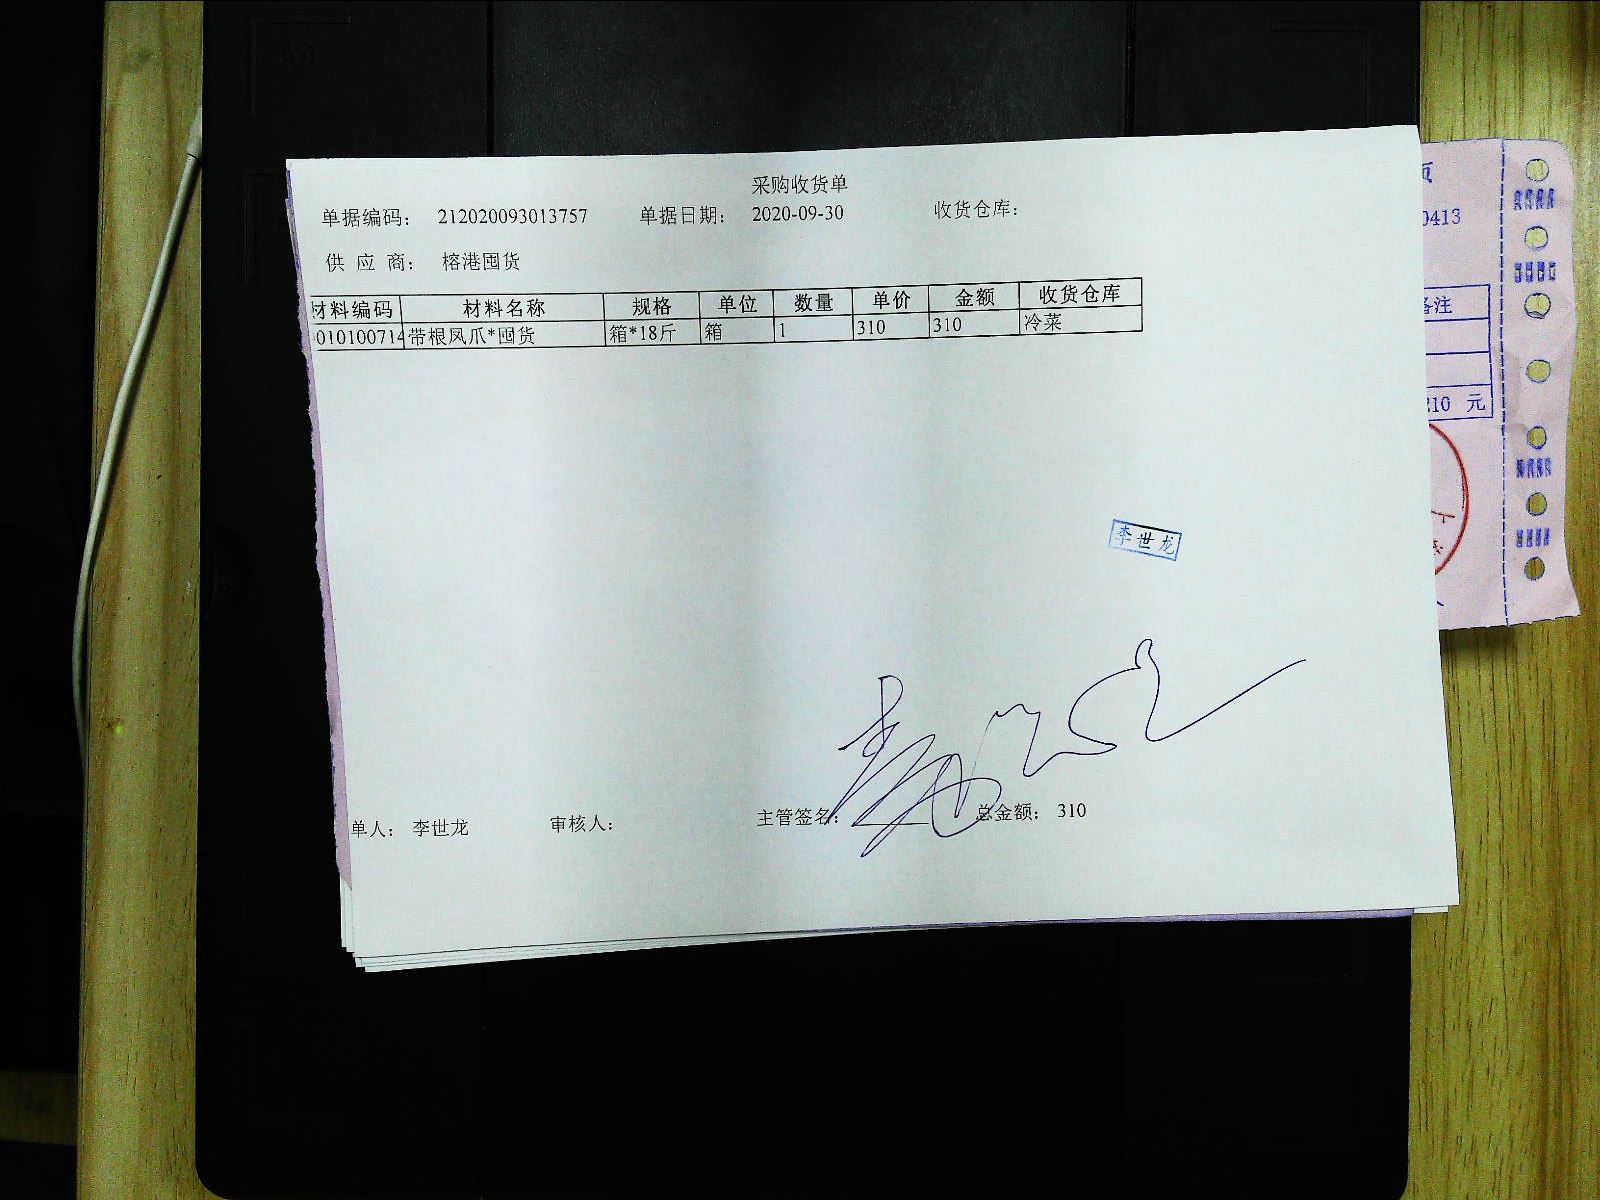 采购收货单
单据编码: 212020093013757 单据日期: 2020-09-30 收货仓库:
供应商: 榕港囤货
材料编码 材料名称 规格 单位 数量 单价 金额 收货仓库
010100714 带根凤爪*囤货 箱*18斤 箱 1 310 310 冷菜
李世龙
单人: 李世龙 审核人: 主管签名: 总金额: 310
0413
备注
210 元